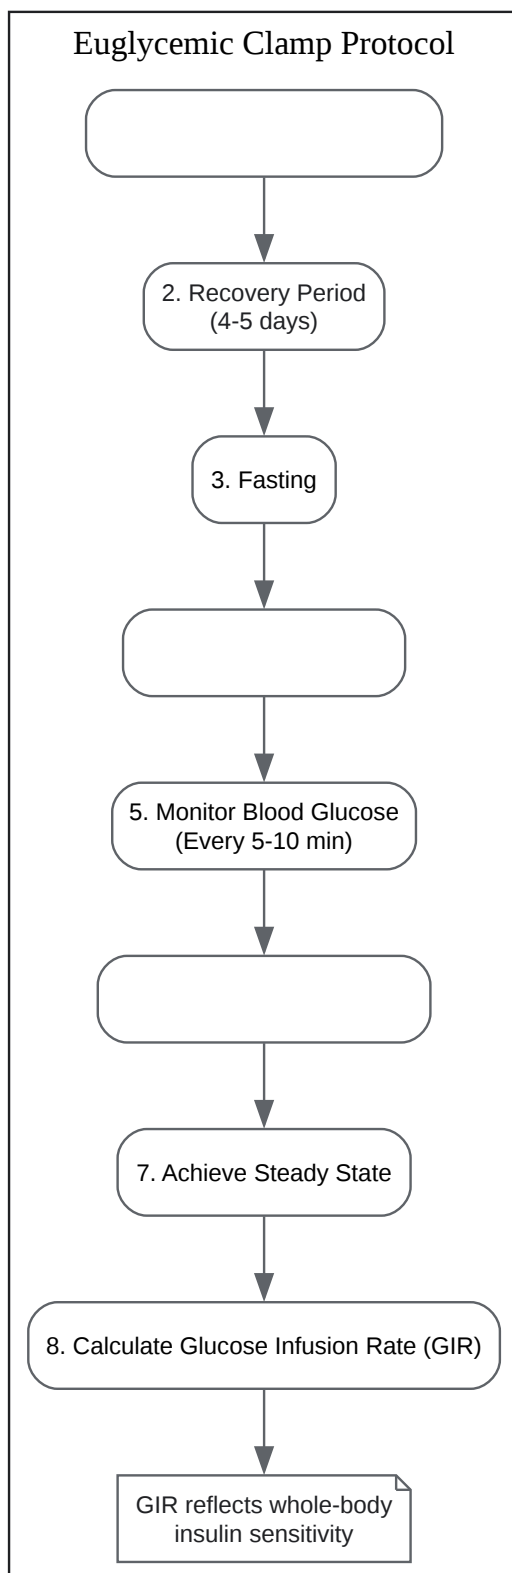 Euglycemic Clamp Protocol
2. Recovery Period
(4-5 days)
3. Fasting
5. Monitor Blood Glucose
(Every 5-10 min)
7. Achieve Steady State
8. Calculate Glucose Infusion Rate (GIR)
GIR reflects whole-body
insulin sensitivity